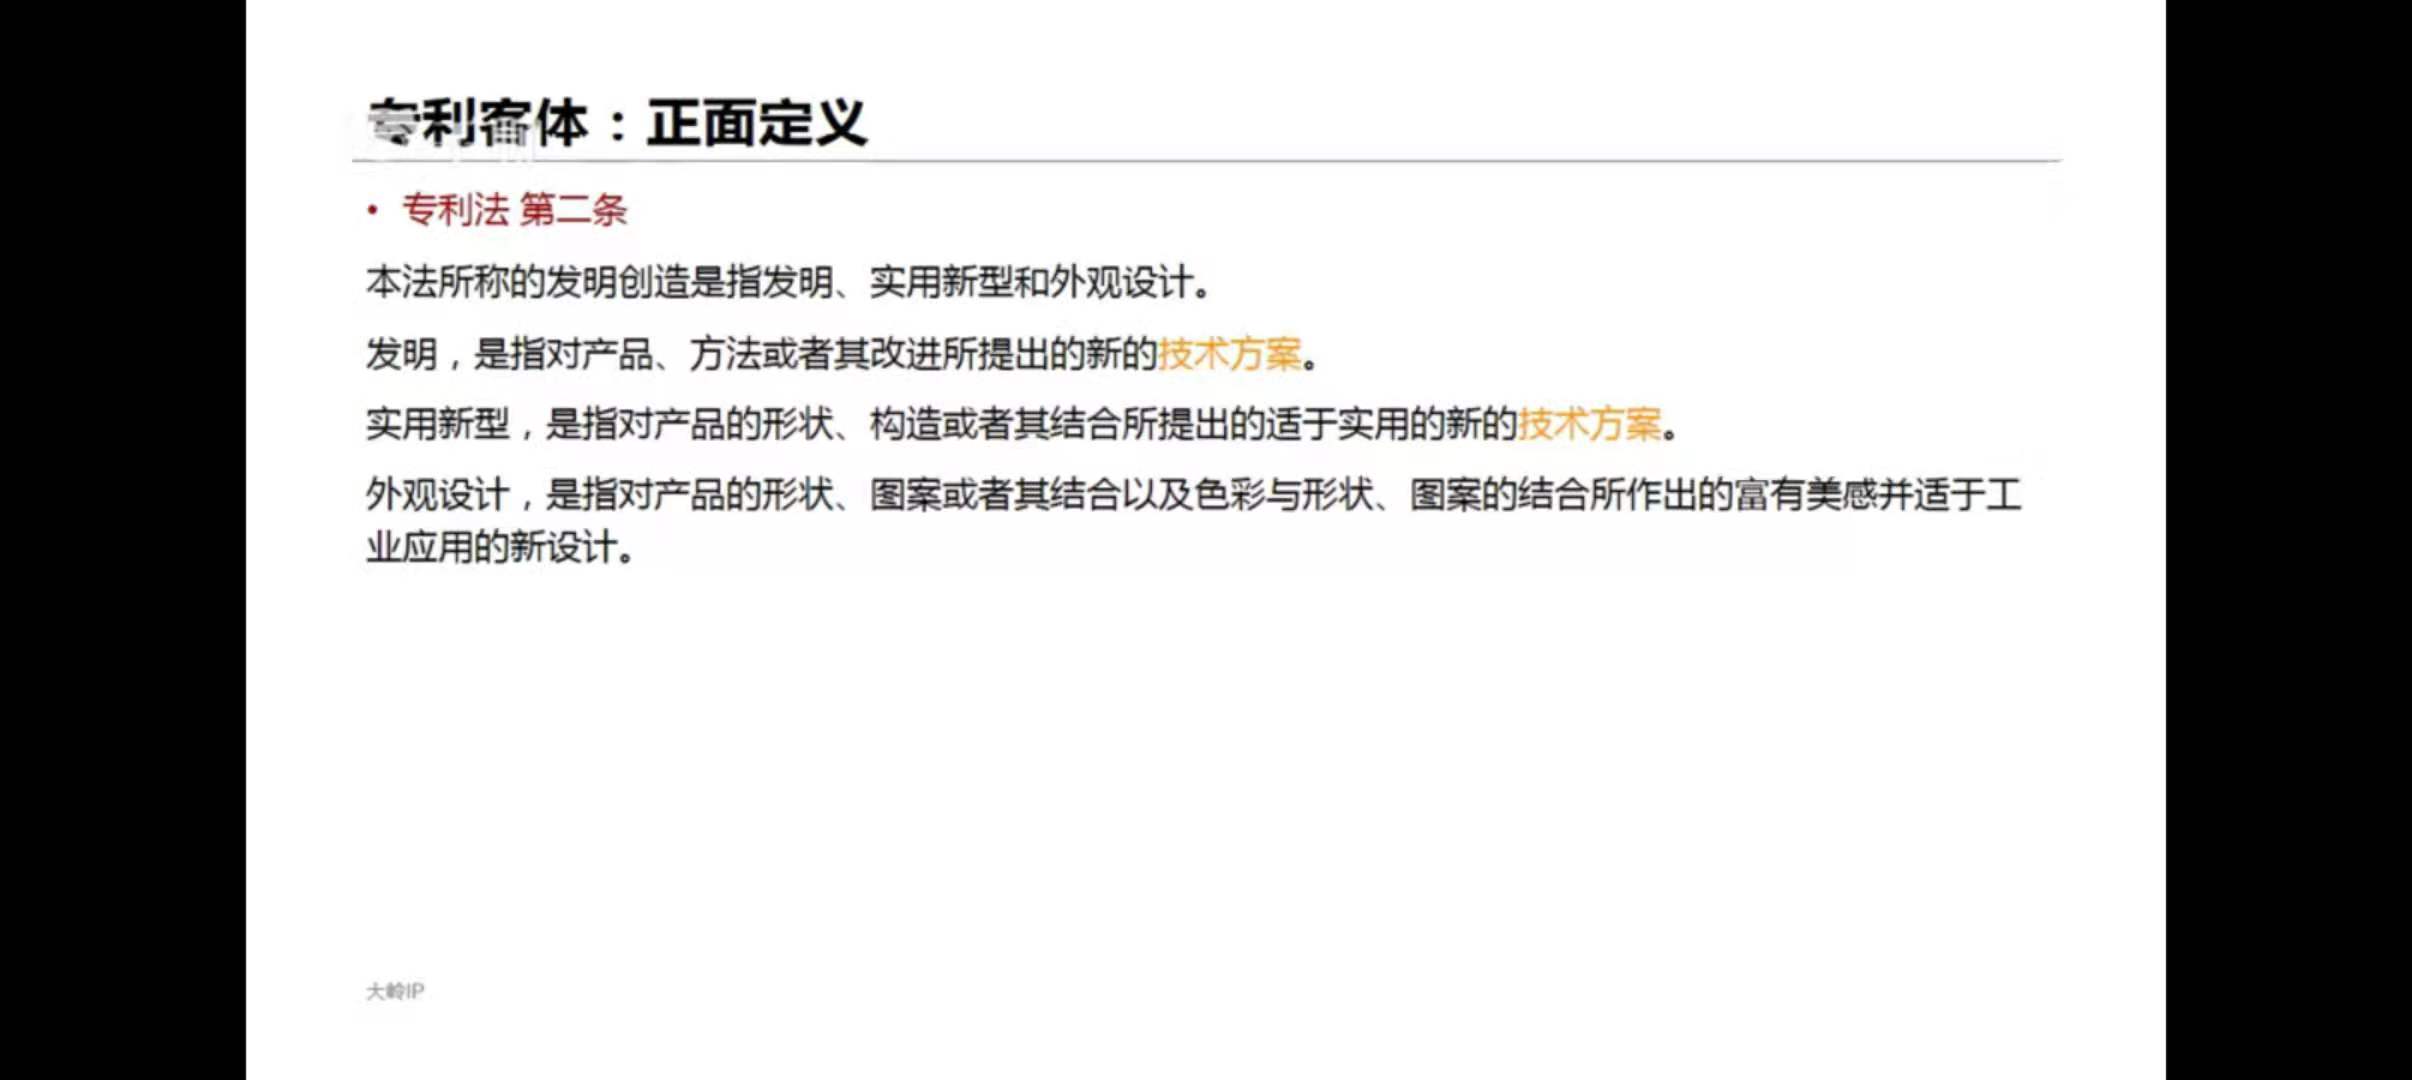 专利客体：正面定义
• 专利法 第二条
本法所称的发明创造是指发明、实用新型和外观设计。
发明，是指对产品、方法或者其改进所提出的新的技术方案。
实用新型，是指对产品的形状、构造或者其结合所提出的适于实用的新的技术方案。
外观设计，是指对产品的形状、图案或者其结合以及色彩与形状、图案的结合所作出的富有美感并适于工
业应用的新设计。
大岭IP